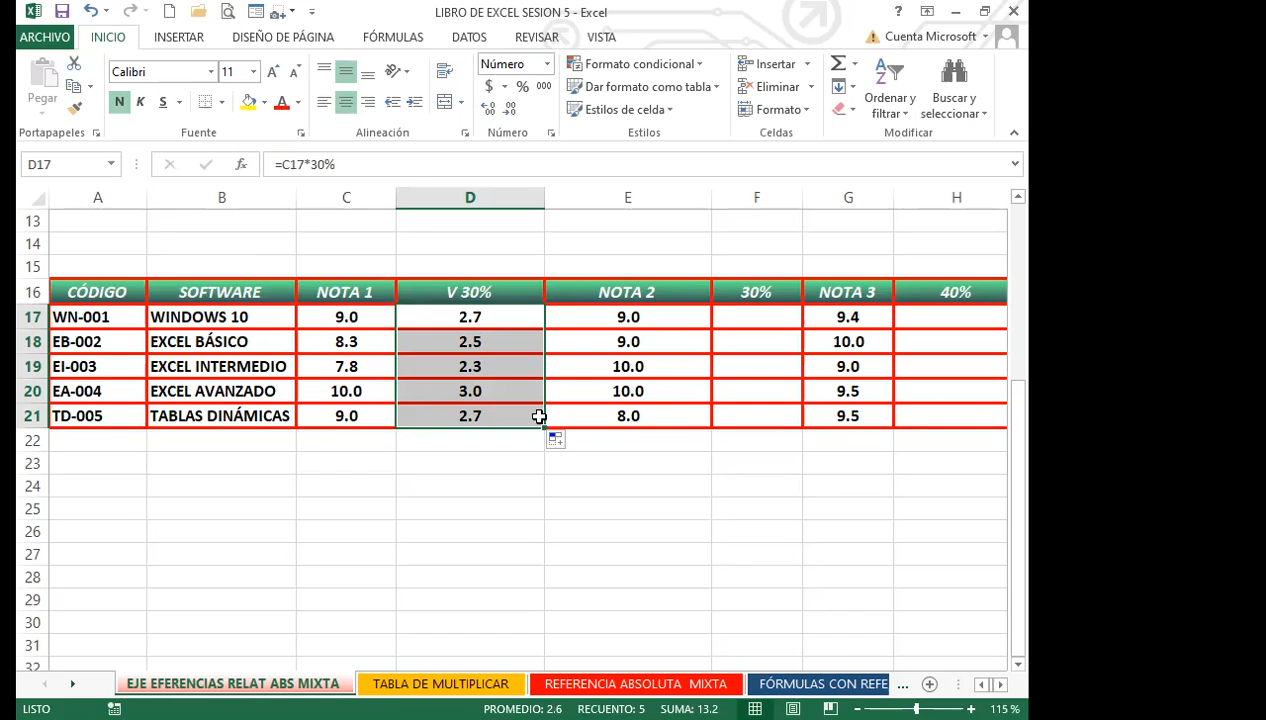 LIBRO DE EXCEL SESION 5 - Excel
ARCHIVO INICIO INSERTAR DISEÑO DE PÁGINA FÓRMULAS DATOS REVISAR VISTA Cuenta Microsoft
Pegar
Calibri 11
N K S
Número
$ % 000
Formato condicional
Dar formato como tabla
Estilos de celda
Insertar
Eliminar
Formato
Ordenar y filtrar
Buscar y seleccionar
Portapapeles Fuente Alineación Número Estilos Celdas Modificar
D17 fx =C17*30%
A B C D E F G H
13
14
15
16 CÓDIGO SOFTWARE NOTA 1 V 30% NOTA 2 30% NOTA 3 40%
17 WN-001 WINDOWS 10 9.0 2.7 9.0 9.4
18 EB-002 EXCEL BÁSICO 8.3 2.5 9.0 10.0
19 EI-003 EXCEL INTERMEDIO 7.8 2.3 10.0 9.0
20 EA-004 EXCEL AVANZADO 10.0 3.0 10.0 9.5
21 TD-005 TABLAS DINÁMICAS 9.0 2.7 8.0 9.5
22
23
24
25
26
27
28
29
30
31
32
EJE EFERENCIAS RELAT ABS MIXTA TABLA DE MULTIPLICAR REFERENCIA ABSOLUTA MIXTA FÓRMULAS CON REFE ...
LISTO PROMEDIO: 2.6 RECUENTO: 5 SUMA: 13.2 115 %